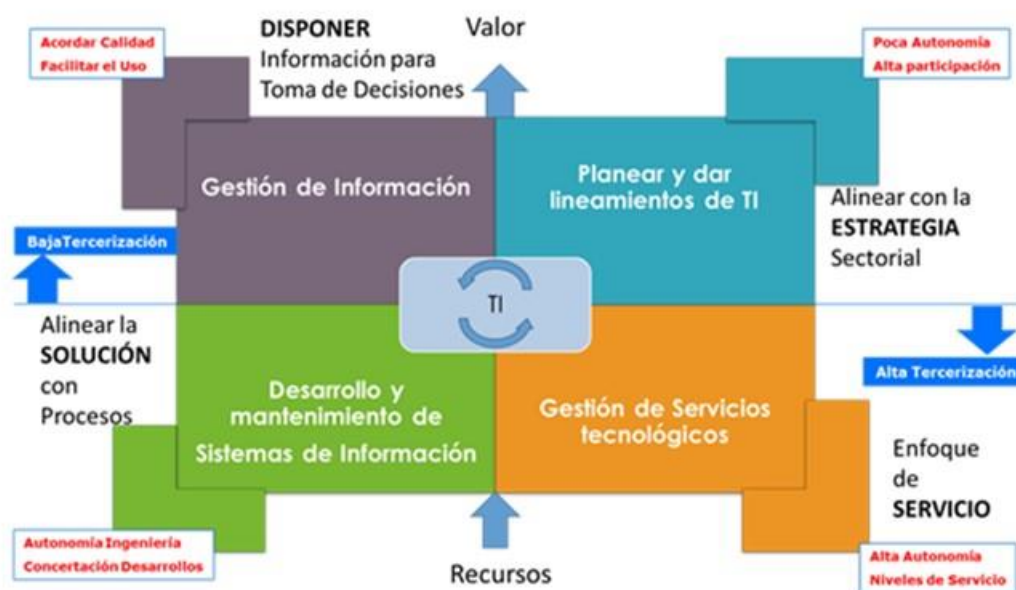 Acordar Calidad
Facilitar el Uso
DISPONER
Información para
Toma de Decisiones
Valor
Poca Autonomía
Alta participación
Gestión de Información
Planear y dar
lineamientos de TI
Alinear con la
ESTRATEGIA
Sectorial
BajaTercerización
TI
Alinear la
SOLUCIÓN
con
Procesos
Alta Tercerización
Desarrollo y
mantenimiento de
Sistemas de Información
Gestión de Servicios
tecnológicos
Enfoque
de
SERVICIO
Autonomía Ingeniería
Concertación Desarrollos
Recursos
Alta Autonomía
Niveles de Servicio